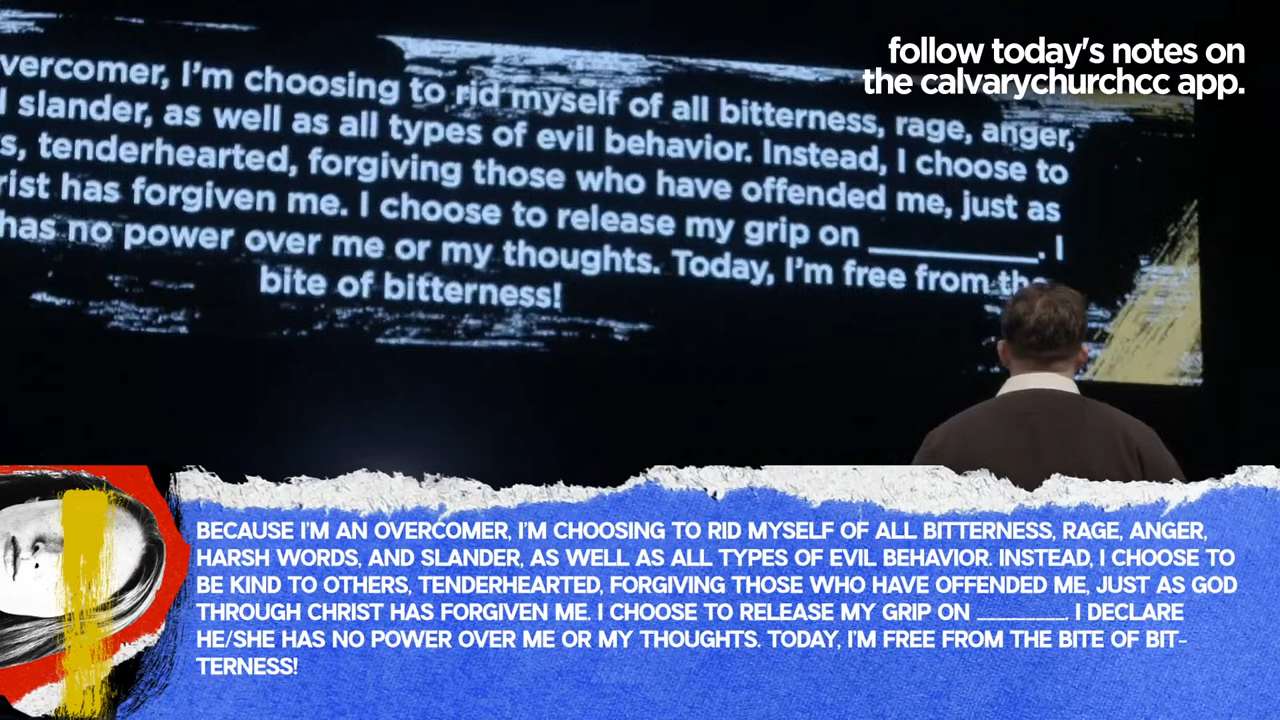 follow today's notes on
the calvarychurchcc app.
vercomer, I'm choosing to rid myself of all bitterness, rage, anger,
slander, as well as all types of evil behavior. Instead, I choose to
s, tenderhearted, forgiving those who have offended me, just as
rist has forgiven me. I choose to release my grip on __________. I
has no power over me or my thoughts. Today, I'm free from the
bite of bitterness!
BECAUSE I'M AN OVERCOMER, I'M CHOOSING TO RID MYSELF OF ALL BITTERNESS, RAGE, ANGER,
HARSH WORDS, AND SLANDER, AS WELL AS ALL TYPES OF EVIL BEHAVIOR. INSTEAD, I CHOOSE TO
BE KIND TO OTHERS, TENDERHEARTED, FORGIVING THOSE WHO HAVE OFFENDED ME, JUST AS GOD
THROUGH CHRIST HAS FORGIVEN ME. I CHOOSE TO RELEASE MY GRIP ON ________. I DECLARE
HE/SHE HAS NO POWER OVER ME OR MY THOUGHTS. TODAY, I'M FREE FROM THE BITE OF BIT-
TERNESS!